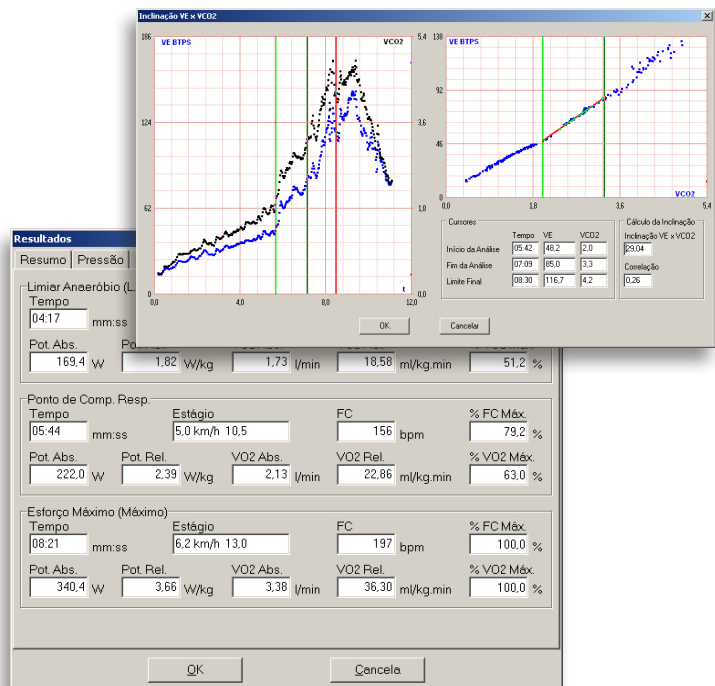 Inclinação VE x VCO2
186 VE BTPS VCO2 5,4
124 3,6
62 1,8
0 t 0,0
0,0 4,0 8,0 12,0
138 VE BTPS
92
46
0 VCO2
0,0 1,8 3,6 5,4
Cursores
Tempo VE VCO2
Início da Análise 05:42 48,2 2,0
Fim da Análise 07:09 85,0 3,3
Limite Final 08:30 116,7 4,2
Cálculo da Inclinação
Inclinação VE x VCO2
29,04
Correlação
0,26
OK Cancelar
Resultados
Resumo Pressão
Limiar Anaeróbio (L
Tempo
04:17 mm:ss
Pot. Abs.
169,4 W 1,82 W/kg 1,73 l/min 18,58 ml/kg.min 51,2 %
Ponto de Comp. Resp.
Tempo Estágio FC % FC Máx.
05:44 mm:ss 5,0 km/h 10,5 156 bpm 79,2 %
Pot. Abs. Pot. Rel. VO2 Abs. VO2 Rel. % VO2 Máx.
222,0 W 2,39 W/kg 2,13 l/min 22,86 ml/kg.min 63,0 %
Esforço Máximo (Máximo)
Tempo Estágio FC % FC Máx.
08:21 mm:ss 6,2 km/h 13,0 197 bpm 100,0 %
Pot. Abs. Pot. Rel. VO2 Abs. VO2 Rel. % VO2 Máx.
340,4 W 3,66 W/kg 3,38 l/min 36,30 ml/kg.min 100,0 %
OK Cancela